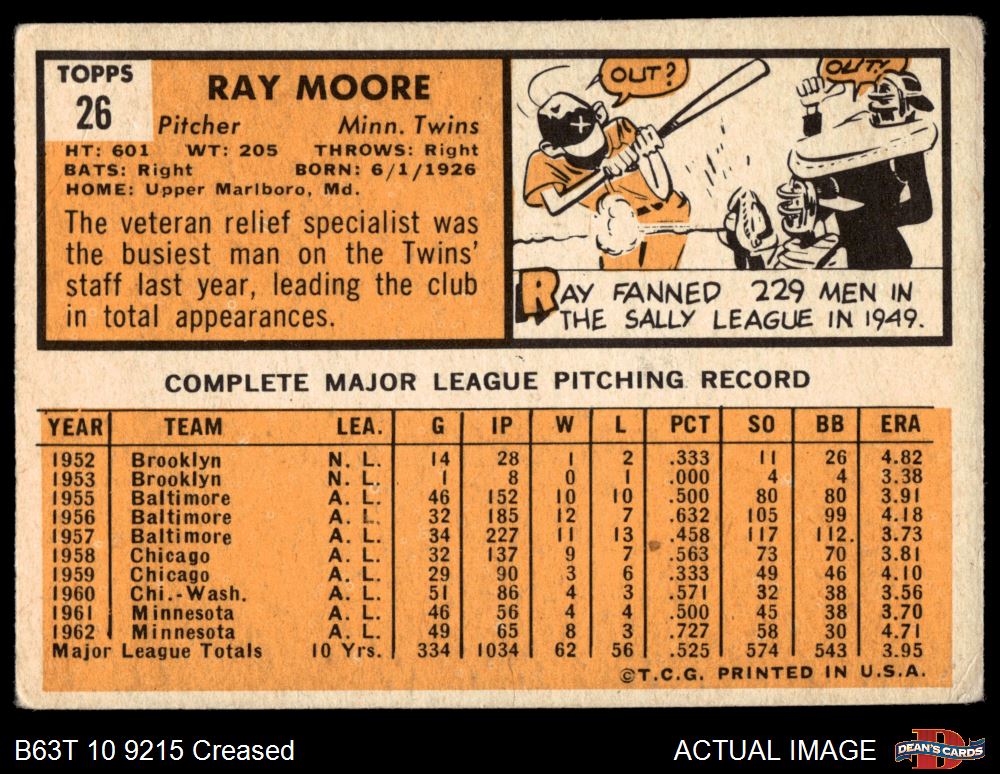 TOPPS
26
RAY MOORE
Pitcher Minn. Twins
HT: 601 WT: 205 THROWS: Right
BATS: Right BORN: 6/1/1926
HOME: Upper Marlboro, Md.
The veteran relief specialist was
the busiest man on the Twins'
staff last year, leading the club
in total appearances.
OUT?
OUT!
RAY FANNED 229 MEN IN
THE SALLY LEAGUE IN 1949.
COMPLETE MAJOR LEAGUE PITCHING RECORD
YEAR TEAM LEA. G IP W L PCT SO BB ERA
1952 Brooklyn N. L. 14 28 1 2 .333 11 26 4.82
1953 Brooklyn N. L. 1 8 0 1 .000 4 4 3.38
1955 Baltimore A. L. 46 152 10 10 .500 80 80 3.91
1956 Baltimore A. L. 32 185 12 7 .632 105 99 4.18
1957 Baltimore A. L. 34 227 11 13 .458 117 112. 3.73
1958 Chicago A. L. 32 137 9 7 .563 73 70 3.81
1959 Chicago A. L. 29 90 3 6 .333 49 46 4.10
1960 Chi.-Wash. A. L. 51 86 4 3 .571 32 38 3.56
1961 Minnesota A. L. 46 56 4 4 .500 45 38 3.70
1962 Minnesota A. L. 49 65 8 3 .727 58 30 4.71
Major League Totals 10 Yrs. 334 1034 62 56 .525 574 543 3.95
©T.C.G. PRINTED IN U.S.A.
B63T 10 9215 Creased
ACTUAL IMAGE
D
DEAN'S CARDS